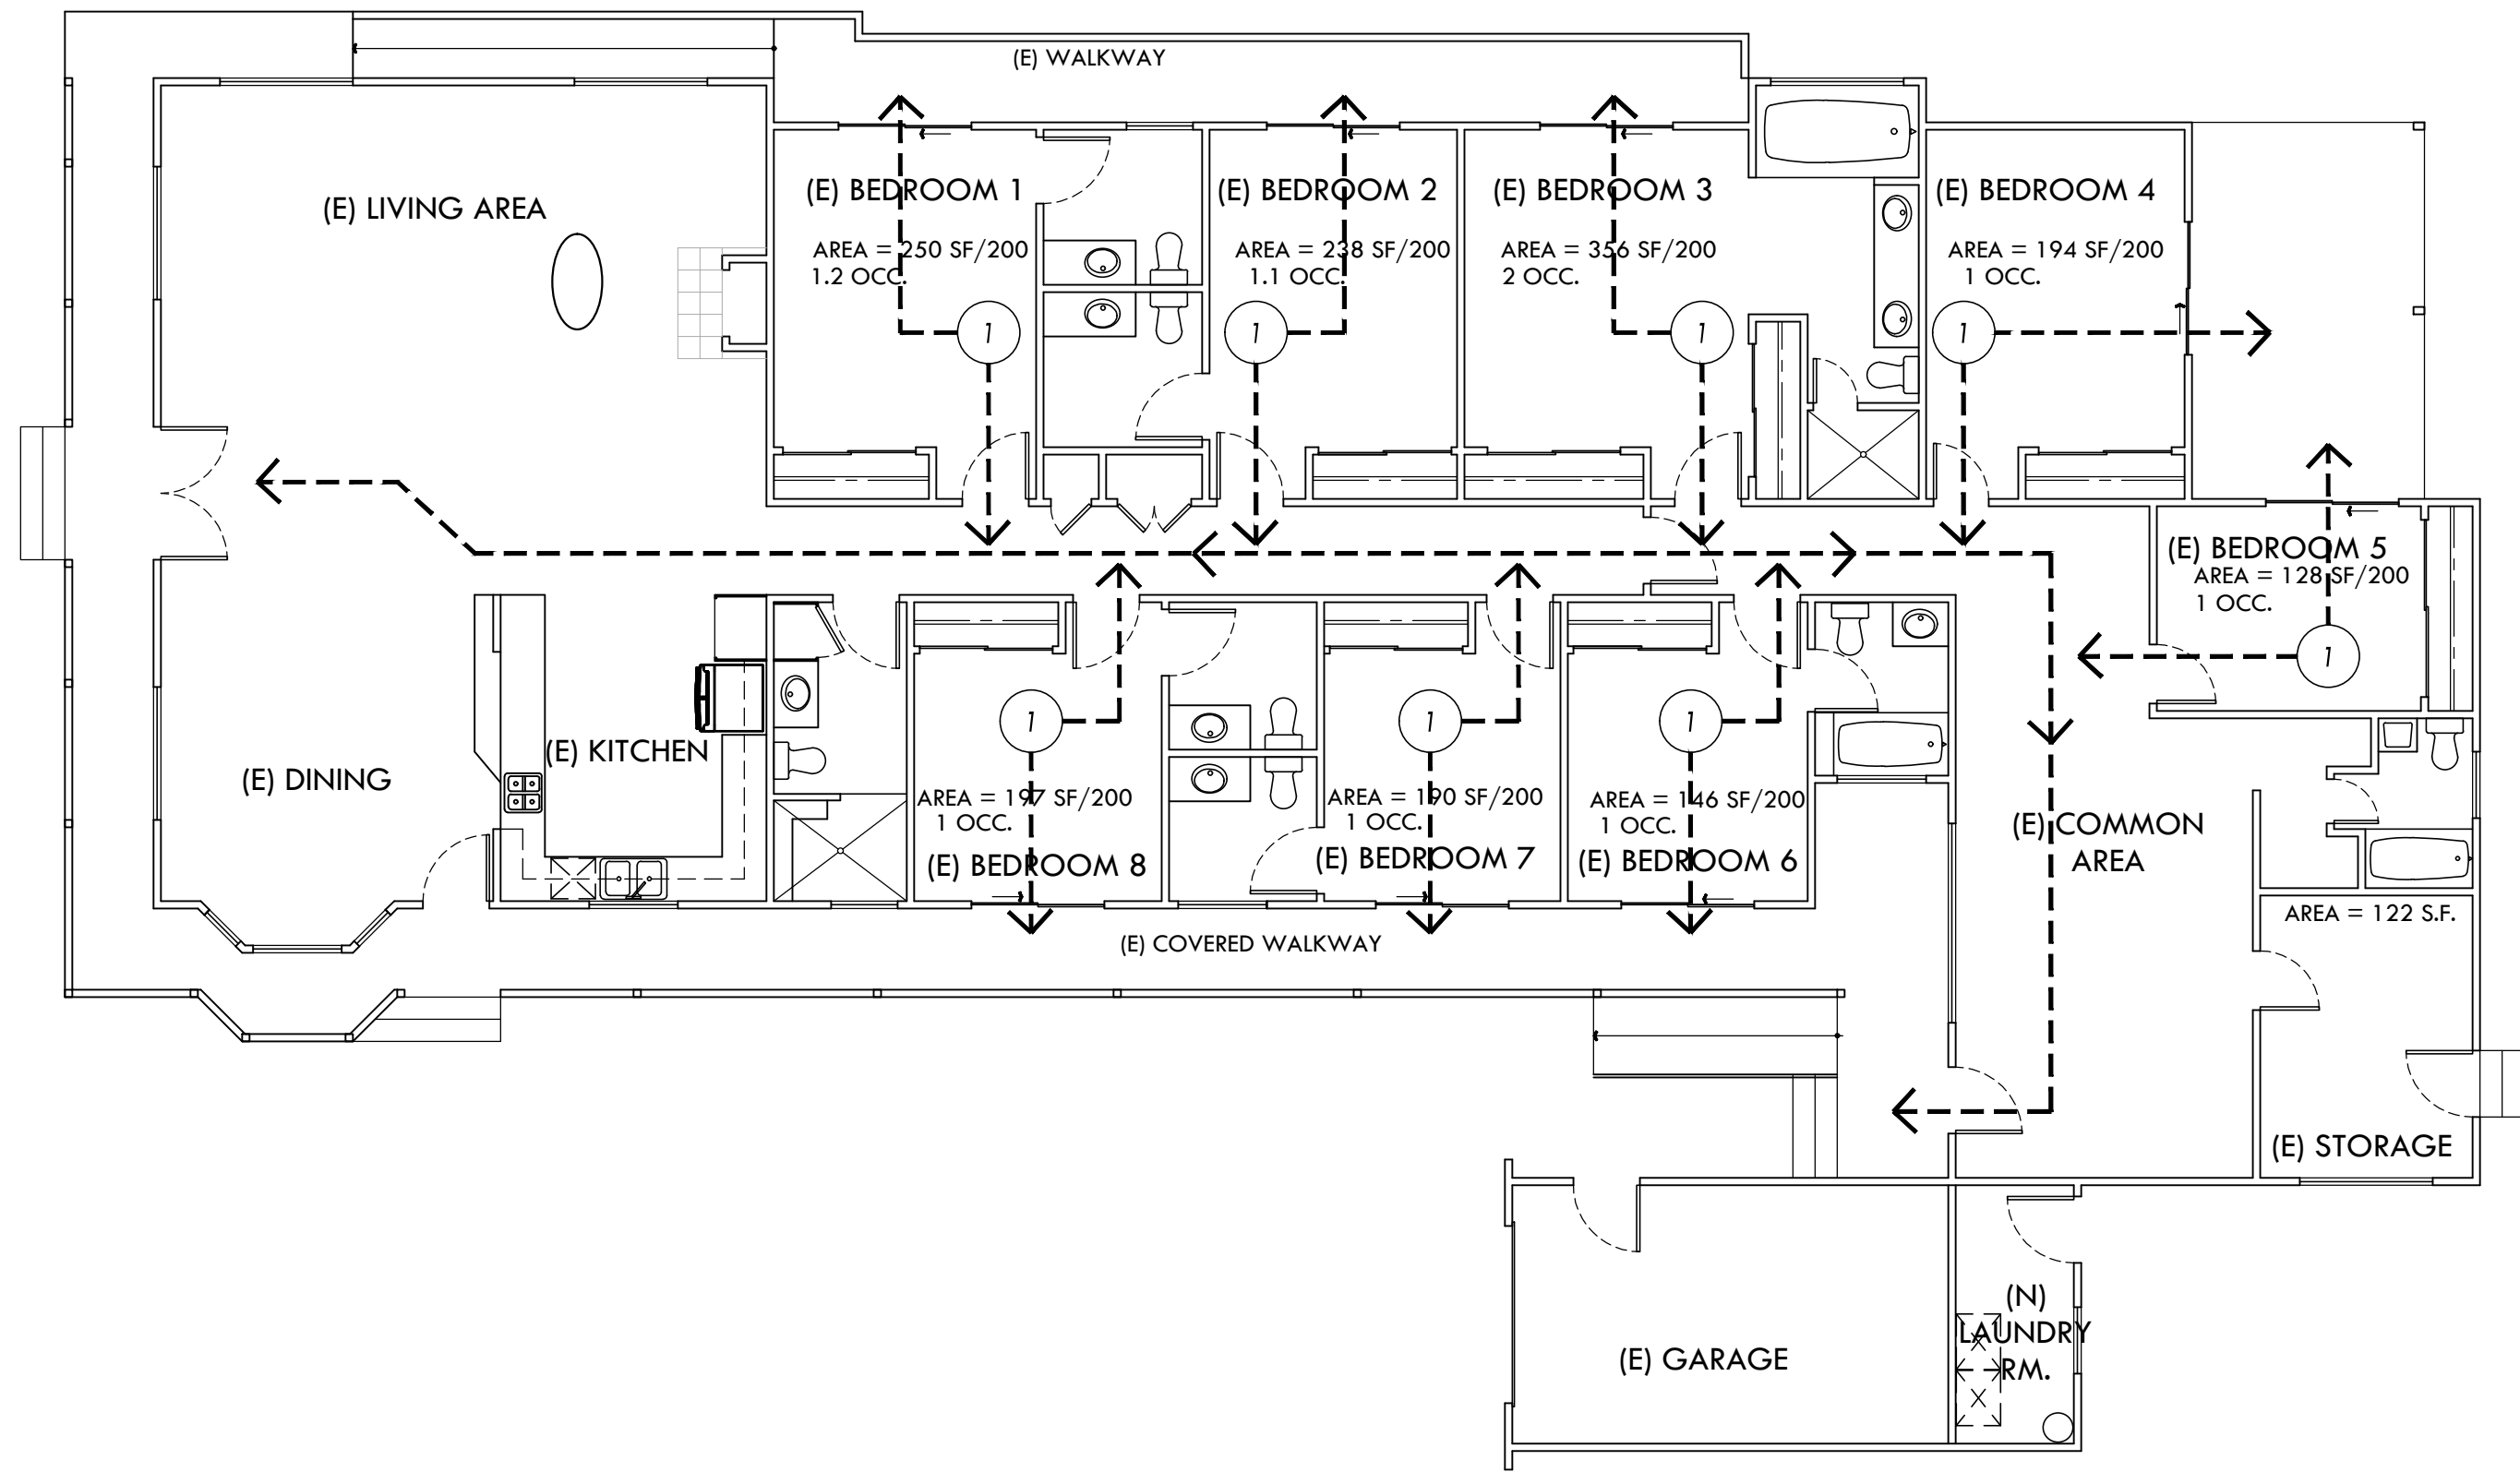 (E) WALKWAY
(E) LIVING AREA
(E) BEDROOM 1
AREA = 250 SF/200
1.2 OCC.
1
(E) BEDROOM 2
AREA = 238 SF/200
1.1 OCC.
1
(E) BEDROOM 3
AREA = 356 SF/200
2 OCC.
1
(E) BEDROOM 4
AREA = 194 SF/200
1 OCC.
1
(E) BEDROOM 5
AREA = 128 SF/200
1 OCC.
1
(E) DINING
(E) KITCHEN
1
AREA = 197 SF/200
1 OCC.
(E) BEDROOM 8
1
AREA = 190 SF/200
1 OCC.
(E) BEDROOM 7
1
AREA = 146 SF/200
1 OCC.
(E) BEDROOM 6
(E) COMMON
AREA
AREA = 122 S.F.
(E) COVERED WALKWAY
(E) STORAGE
(E) GARAGE
(N)
LAUNDRY
RM.